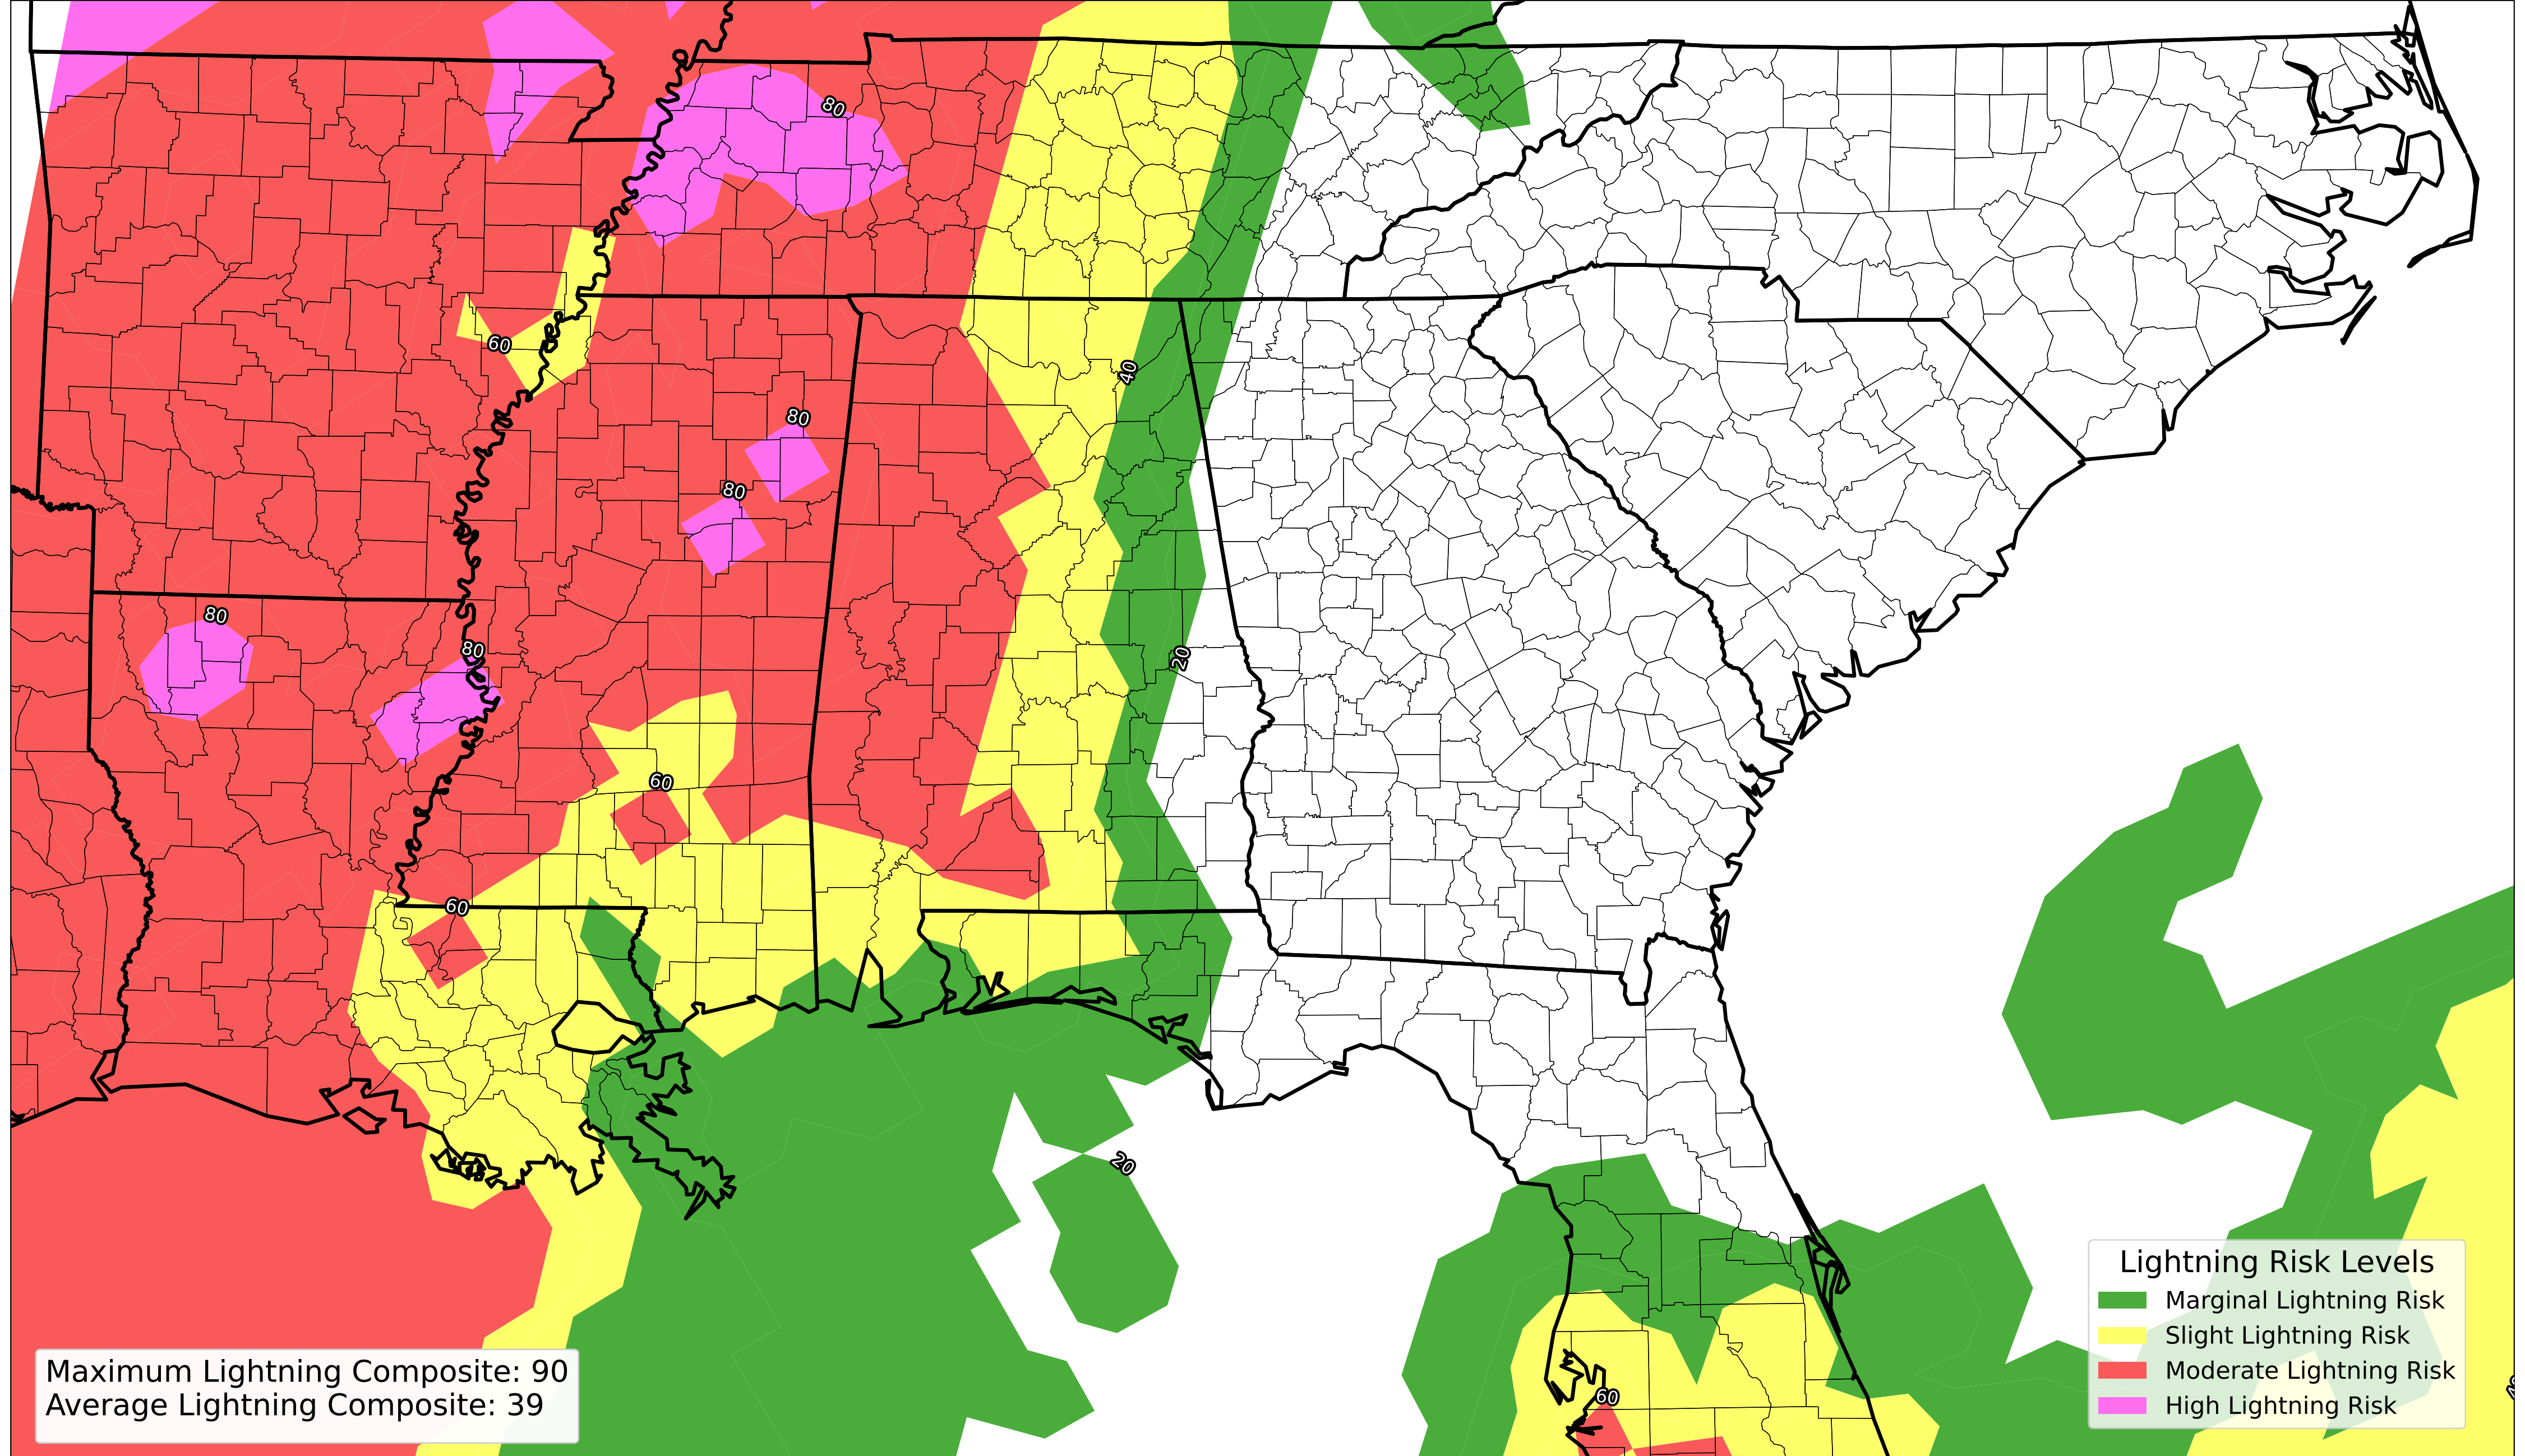 80
60
40
80
80
80
80
20
60
60
20
60
Lightning Risk Levels
Marginal Lightning Risk
Slight Lightning Risk
Moderate Lightning Risk
High Lightning Risk
Maximum Lightning Composite: 90
Average Lightning Composite: 39